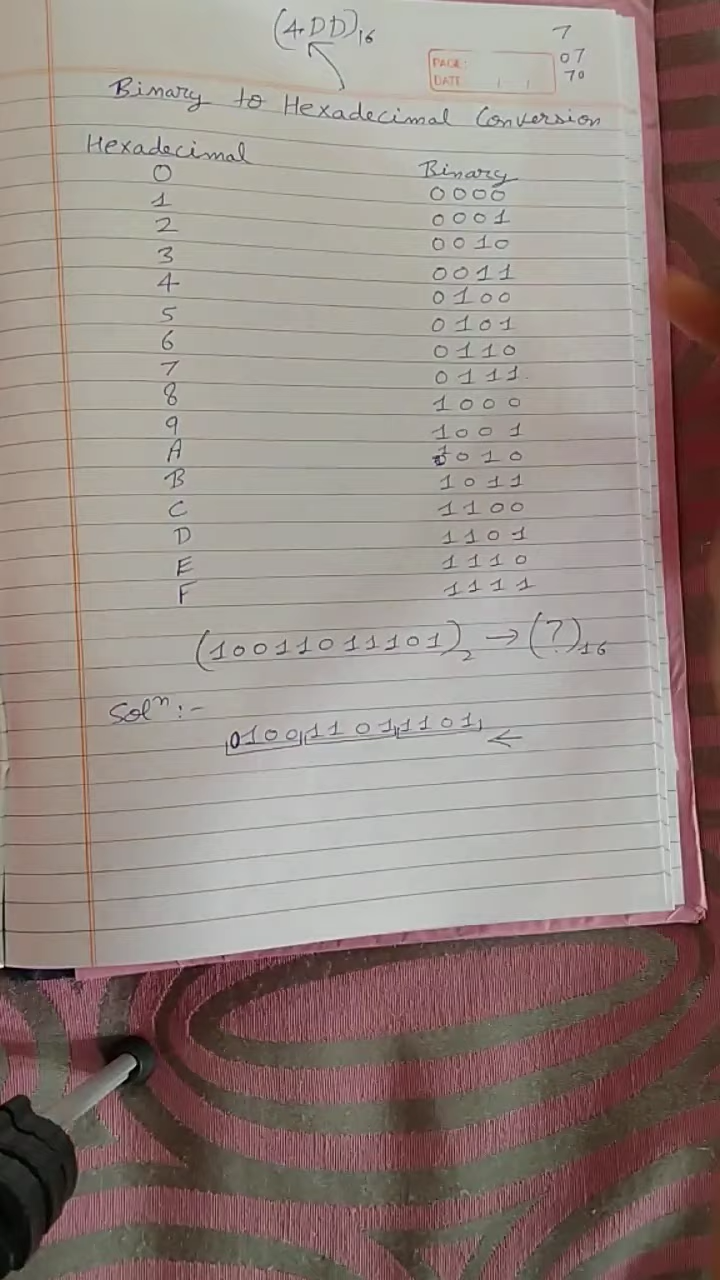 (4.DD)16
7
07
70
PAGE:
DATE
Binary to Hexadecimal Conversion
Hexadecimal Binary
0 0000
1 0001
2 0010
3 0011
4 0100
5 0101
6 0110
7 0111
8 1000
9 1001
A 1010
B 1011
C 1100
D 1101
E 1110
F 1111
(10011011101)2 → (?)16
Solⁿ :-
0100 1101 1101 ←